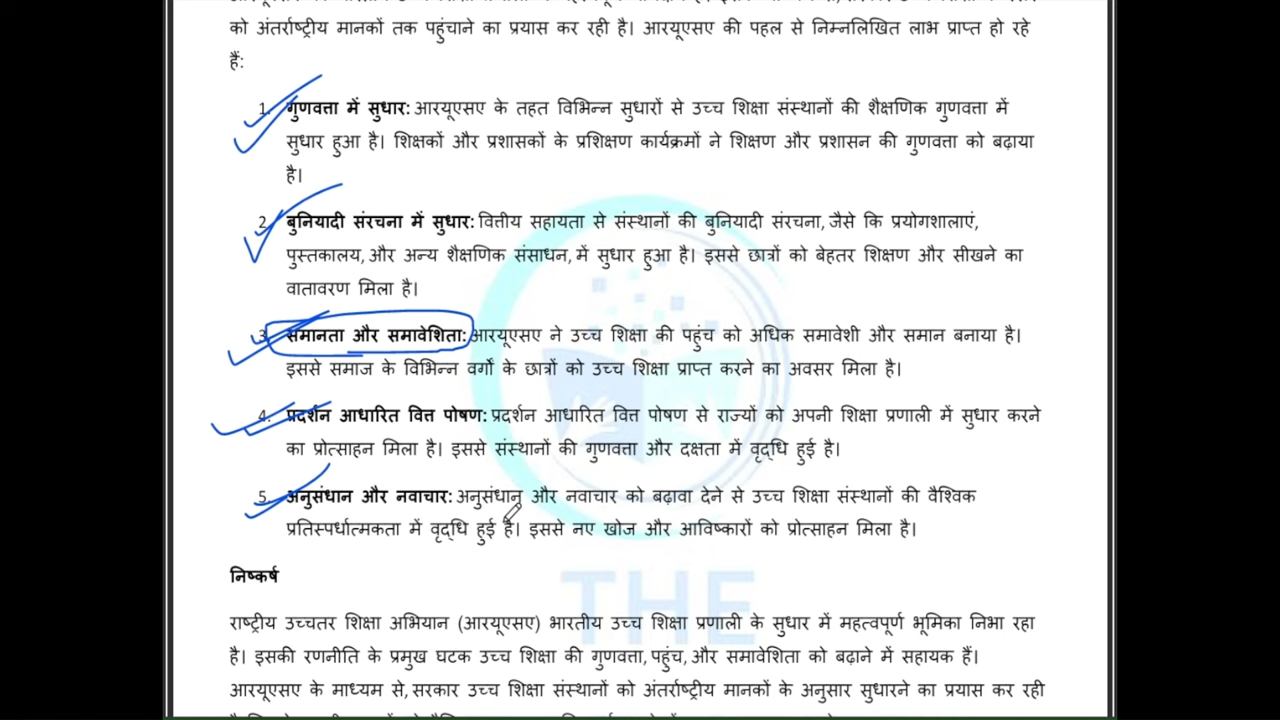 को अंतर्राष्ट्रीय मानकों तक पहुंचाने का प्रयास कर रही है। आरयूएसए की पहल से निम्नलिखित लाभ प्राप्त हो रहे
हैं:
1. गुणवत्ता में सुधार: आरयूएसए के तहत विभिन्न सुधारों से उच्च शिक्षा संस्थानों की शैक्षणिक गुणवत्ता में
सुधार हुआ है। शिक्षकों और प्रशासकों के प्रशिक्षण कार्यक्रमों ने शिक्षण और प्रशासन की गुणवत्ता को बढ़ाया
है।
2. बुनियादी संरचना में सुधार: वित्तीय सहायता से संस्थानों की बुनियादी संरचना, जैसे कि प्रयोगशालाएं,
पुस्तकालय, और अन्य शैक्षणिक संसाधन, में सुधार हुआ है। इससे छात्रों को बेहतर शिक्षण और सीखने का
वातावरण मिला है।
3. समानता और समावेशिता: आरयूएसए ने उच्च शिक्षा की पहुंच को अधिक समावेशी और समान बनाया है।
इससे समाज के विभिन्न वर्गों के छात्रों को उच्च शिक्षा प्राप्त करने का अवसर मिला है।
4. प्रदर्शन आधारित वित्त पोषण: प्रदर्शन आधारित वित्त पोषण से राज्यों को अपनी शिक्षा प्रणाली में सुधार करने
का प्रोत्साहन मिला है। इससे संस्थानों की गुणवत्ता और दक्षता में वृद्धि हुई है।
5. अनुसंधान और नवाचार: अनुसंधान और नवाचार को बढ़ावा देने से उच्च शिक्षा संस्थानों की वैश्विक
प्रतिस्पर्धात्मकता में वृद्धि हुई है। इससे नए खोज और आविष्कारों को प्रोत्साहन मिला है।
निष्कर्ष
THE
राष्ट्रीय उच्चतर शिक्षा अभियान (आरयूएसए) भारतीय उच्च शिक्षा प्रणाली के सुधार में महत्वपूर्ण भूमिका निभा रहा
है। इसकी रणनीति के प्रमुख घटक उच्च शिक्षा की गुणवत्ता, पहुंच, और समावेशिता को बढ़ाने में सहायक हैं।
आरयूएसए के माध्यम से, सरकार उच्च शिक्षा संस्थानों को अंतर्राष्ट्रीय मानकों के अनुसार सुधारने का प्रयास कर रही